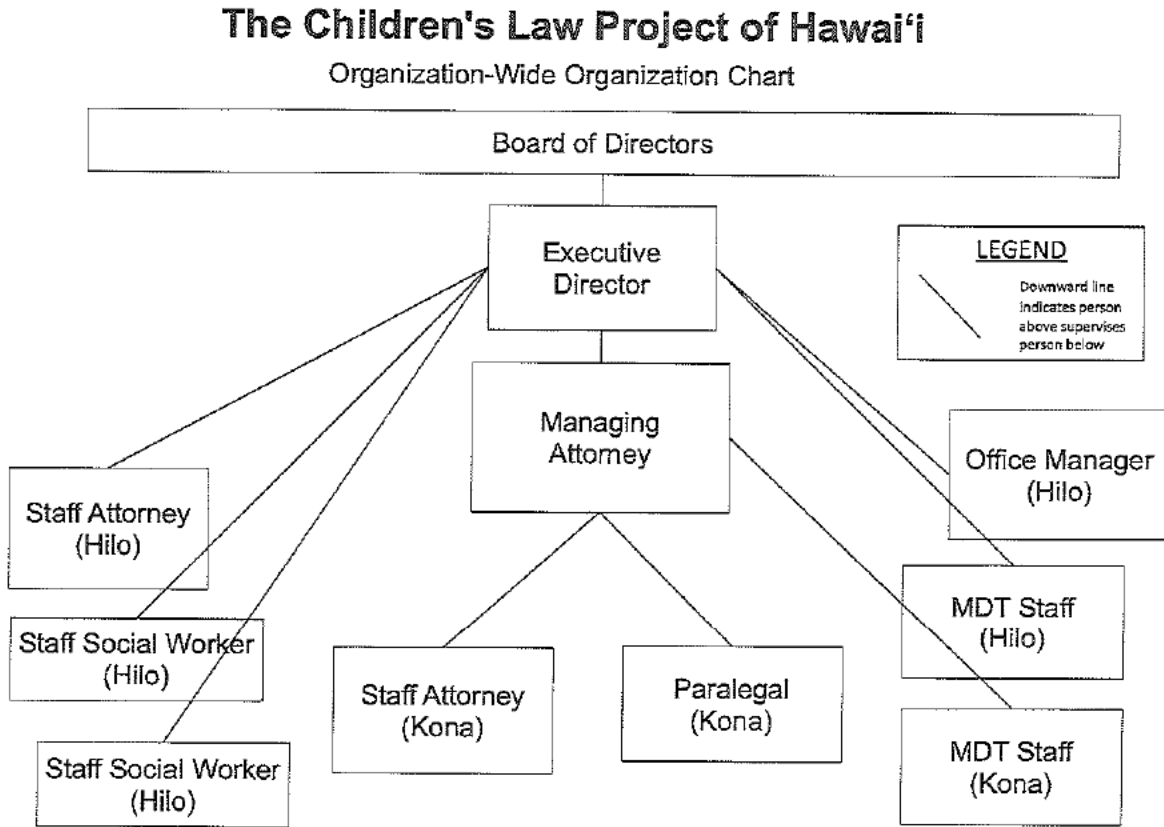 The Children's Law Project of Hawai‘i
Organization-Wide Organization Chart
Board of Directors
Executive
Director
LEGEND
Downward line
indicates person
above supervises
person below
Managing
Attorney
Office Manager
(Hilo)
Staff Attorney
(Hilo)
MDT Staff
(Hilo)
Staff Social Worker
(Hilo)
Staff Attorney
(Kona)
Paralegal
(Kona)
MDT Staff
(Kona)
Staff Social Worker
(Hilo)